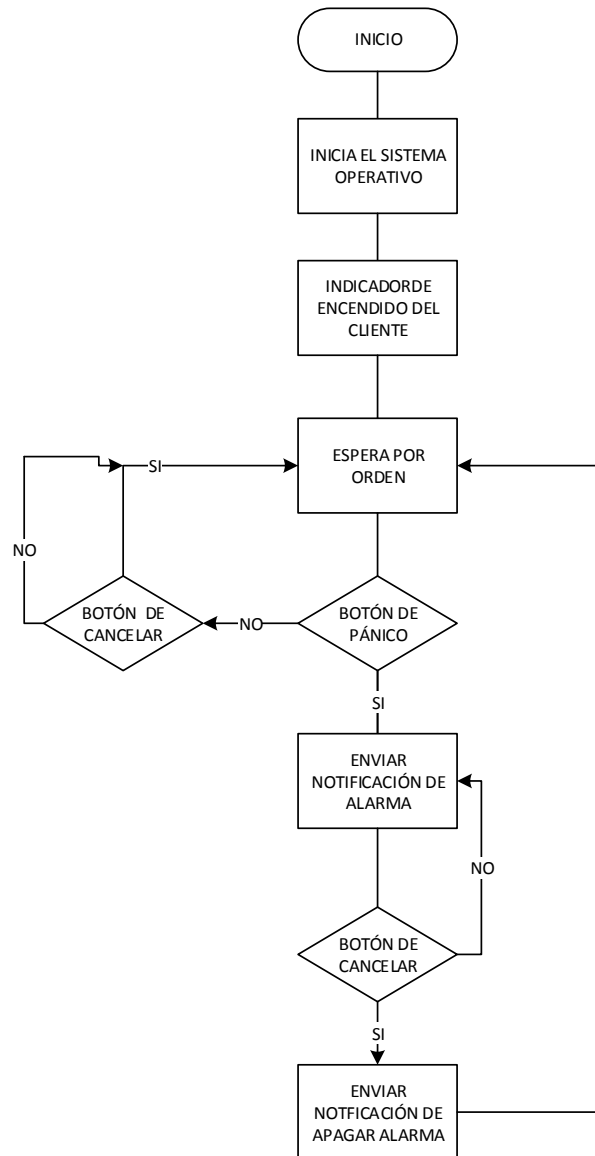 INICIO
INICIA EL SISTEMA
OPERATIVO
INDICADORDE
ENCENDIDO DEL
CLIENTE
ESPERA POR
ORDEN
SI
NO
BOTÓN DE
CANCELAR
NO
BOTÓN DE
PÁNICO
SI
ENVIAR
NOTIFICACIÓN DE
ALARMA
NO
BOTÓN DE
CANCELAR
SI
ENVIAR
NOTFICACIÓN DE
APAGAR ALARMA